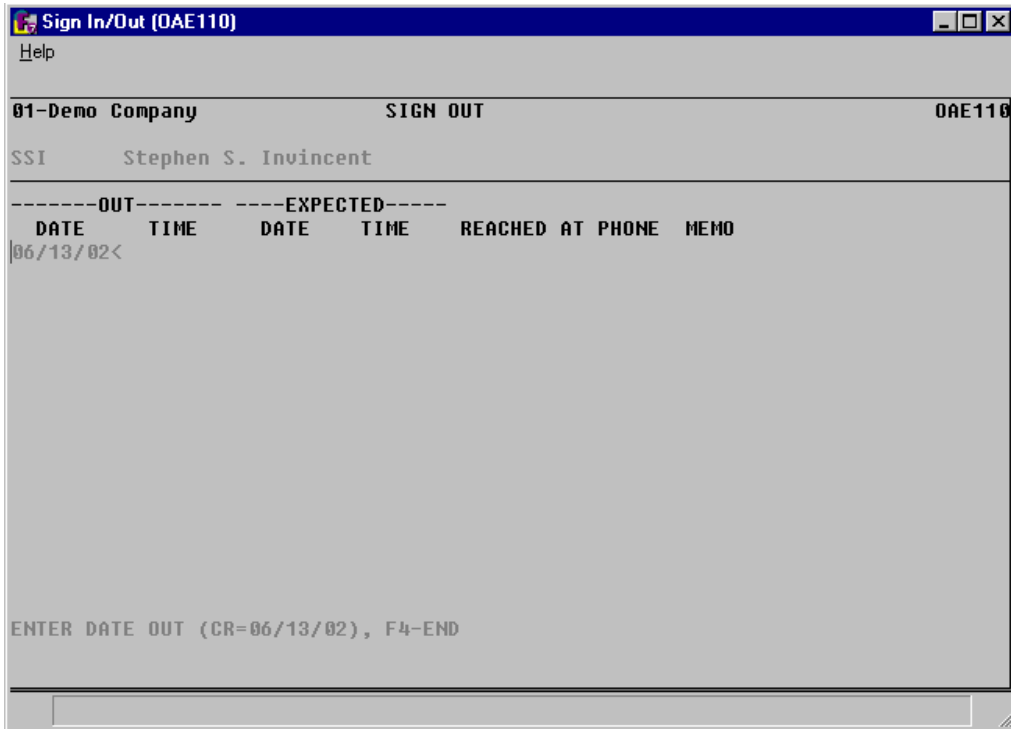 Sign In/Out (OAE110)
Help
01-Demo Company SIGN OUT OAE110
SSI Stephen S. Invincent
-------OUT------- ----EXPECTED-----
DATE TIME DATE TIME REACHED AT PHONE MEMO
06/13/02<
ENTER DATE OUT (CR=06/13/02), F4-END